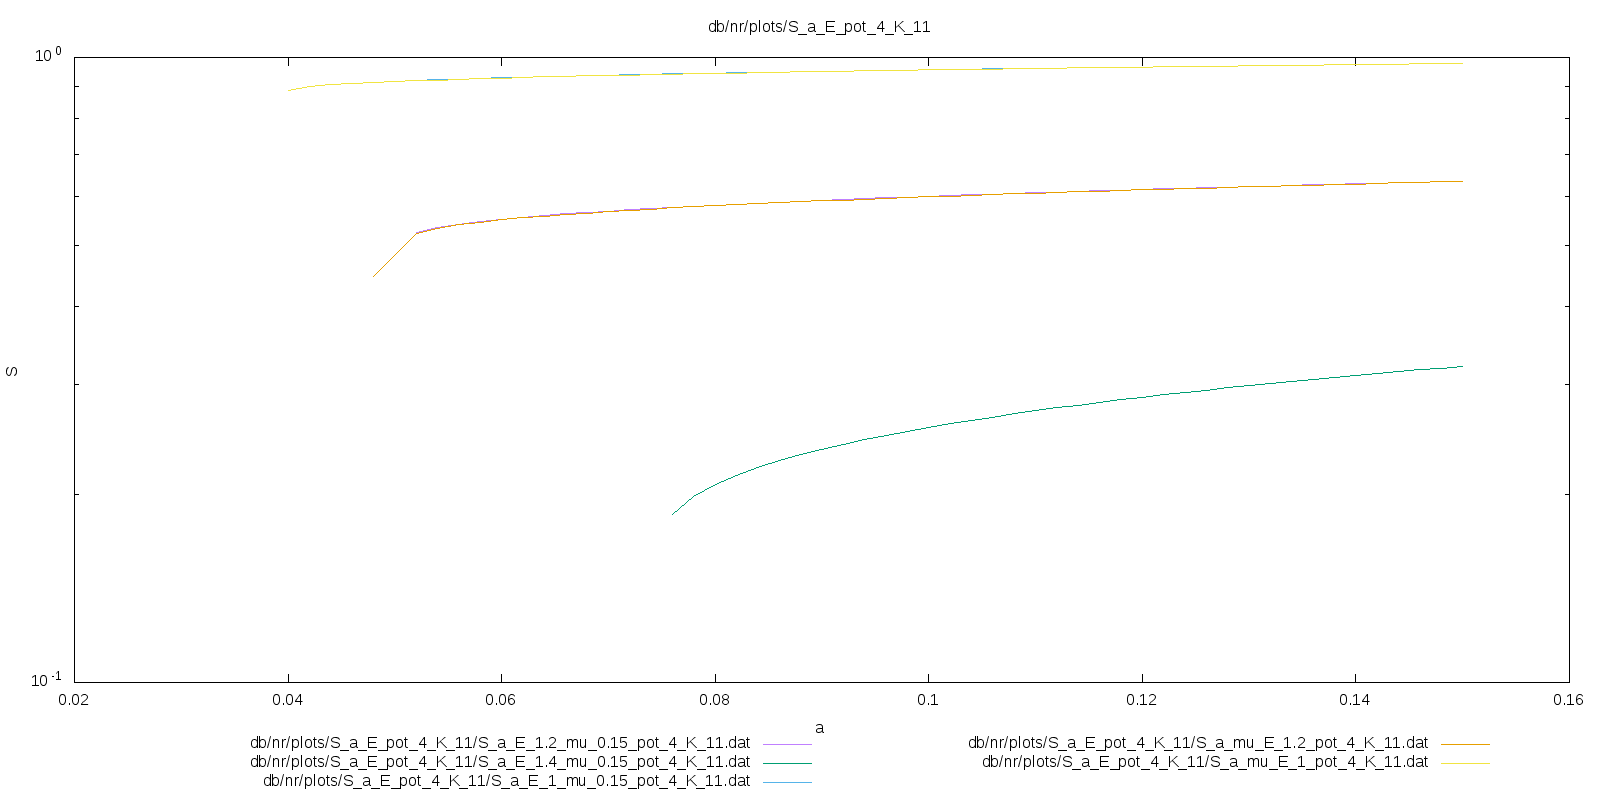 db/nr/plots/S_a_E_pot_4_K_11
10^0
S
10^-1
0.02 0.04 0.06 0.08 0.1 0.12 0.14 0.16
a
db/nr/plots/S_a_E_pot_4_K_11/S_a_E_1.2_mu_0.15_pot_4_K_11.dat
db/nr/plots/S_a_E_pot_4_K_11/S_a_E_1.4_mu_0.15_pot_4_K_11.dat
db/nr/plots/S_a_E_pot_4_K_11/S_a_E_1_mu_0.15_pot_4_K_11.dat
db/nr/plots/S_a_E_pot_4_K_11/S_a_mu_E_1.2_pot_4_K_11.dat
db/nr/plots/S_a_E_pot_4_K_11/S_a_mu_E_1_pot_4_K_11.dat